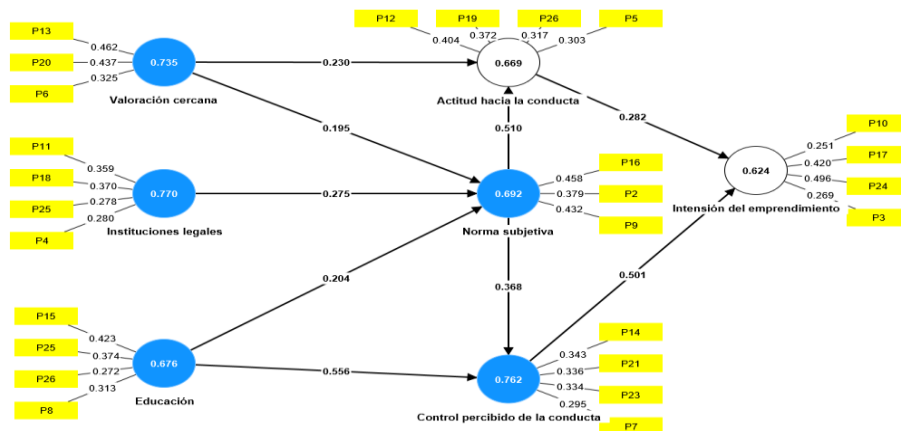 P12
P19
P26
P5
0.404
0.372
0.317
0.303
P13
P20
P6
0.462
0.437
0.325
0.735
Valoración cercana
0.230
0.669
Actitud hacia la conducta
0.195
0.510
0.282
P11
P18
P25
P4
0.359
0.370
0.278
0.280
0.770
Instituciones legales
0.275
0.692
Norma subjetiva
0.458
0.379
0.432
P16
P2
P9
0.624
Intensión del emprendimiento
0.251
0.420
0.496
0.269
P10
P17
P24
P3
0.204
0.368
0.501
P15
P25
P26
P8
0.423
0.374
0.272
0.313
0.676
Educación
0.556
0.762
Control percibido de la conducta
0.343
0.336
0.334
0.295
P14
P21
P23
P7